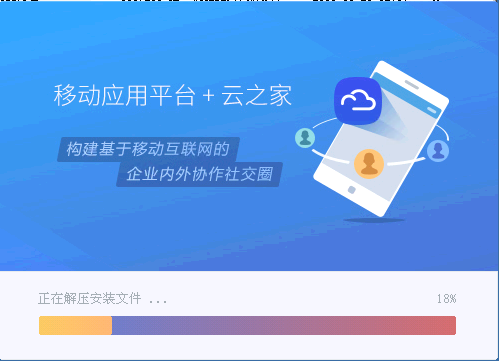 移动应用平台 + 云之家
构建基于移动互联网的
企业内外协作社交圈
正在解压安装文件 ... 18%